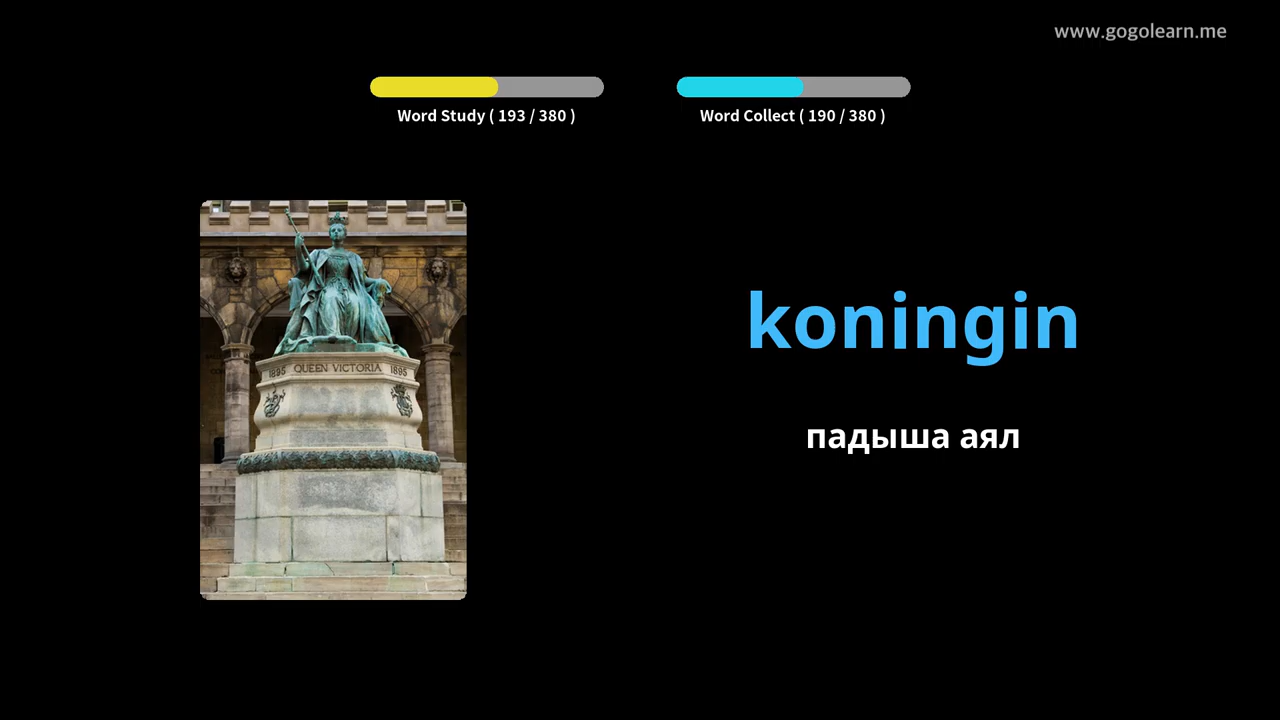 www.gogolearn.me
Word Study ( 193 / 380 )
Word Collect ( 190 / 380 )
1895 QUEEN VICTORIA 1895
koningin
падыша аял